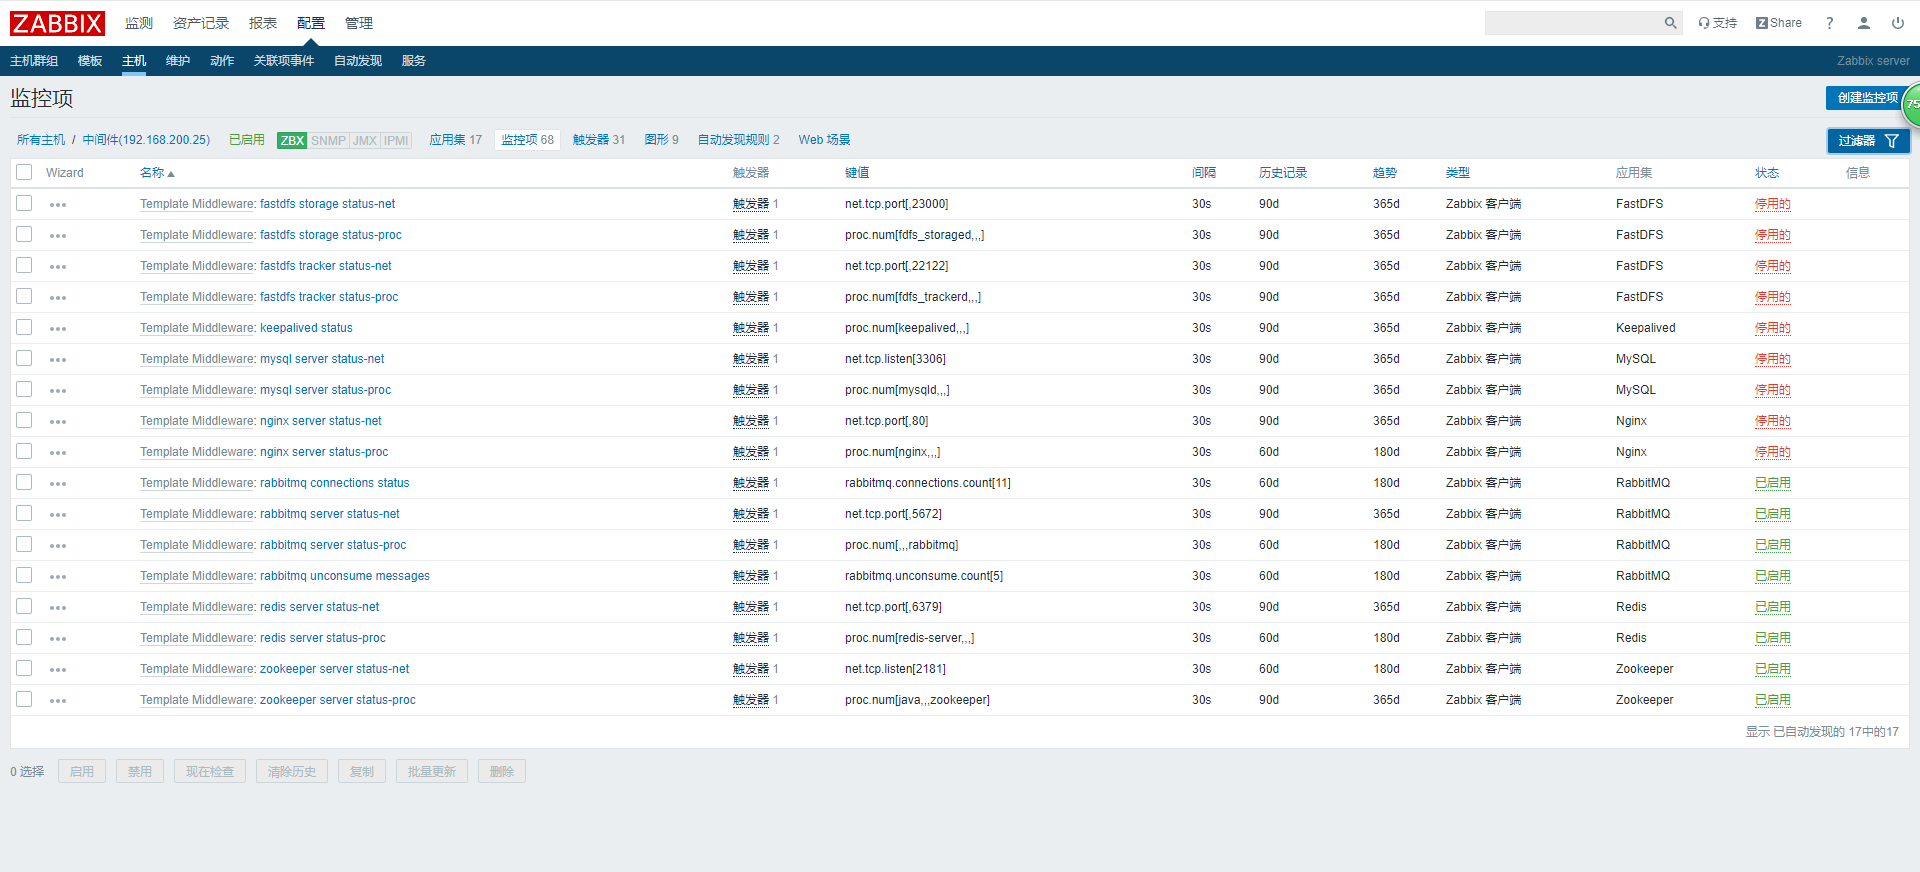 ZABBIX 监测 资产记录 报表 配置 管理 支持 Z Share ?
主机群组 模板 主机 维护 动作 关联项事件 自动发现 服务 Zabbix server
监控项 创建监控项 75
所有主机 / 中间件(192.168.200.25) 已启用 ZBX SNMP JMX IPMI 应用集 17 监控项 68 触发器 31 图形 9 自动发现规则 2 Web 场景 过滤器
Wizard 名称 触发器 键值 间隔 历史记录 趋势 类型 应用集 状态 信息
Template Middleware: fastdfs storage status-net 触发器 1 net.tcp.port[,23000] 30s 90d 365d Zabbix 客户端 FastDFS 停用的
Template Middleware: fastdfs storage status-proc 触发器 1 proc.num[fdfs_storaged,,,] 30s 90d 365d Zabbix 客户端 FastDFS 停用的
Template Middleware: fastdfs tracker status-net 触发器 1 net.tcp.port[,22122] 30s 90d 365d Zabbix 客户端 FastDFS 停用的
Template Middleware: fastdfs tracker status-proc 触发器 1 proc.num[fdfs_trackerd,,,] 30s 90d 365d Zabbix 客户端 FastDFS 停用的
Template Middleware: keepalived status 触发器 1 proc.num[keepalived,,,] 30s 90d 365d Zabbix 客户端 Keepalived 停用的
Template Middleware: mysql server status-net 触发器 1 net.tcp.listen[3306] 30s 90d 365d Zabbix 客户端 MySQL 停用的
Template Middleware: mysql server status-proc 触发器 1 proc.num[mysqld,,,] 30s 90d 365d Zabbix 客户端 MySQL 停用的
Template Middleware: nginx server status-net 触发器 1 net.tcp.port[,80] 30s 90d 365d Zabbix 客户端 Nginx 停用的
Template Middleware: nginx server status-proc 触发器 1 proc.num[nginx,,,] 30s 60d 180d Zabbix 客户端 Nginx 停用的
Template Middleware: rabbitmq connections status 触发器 1 rabbitmq.connections.count[11] 30s 60d 180d Zabbix 客户端 RabbitMQ 已启用
Template Middleware: rabbitmq server status-net 触发器 1 net.tcp.port[,5672] 30s 90d 365d Zabbix 客户端 RabbitMQ 已启用
Template Middleware: rabbitmq server status-proc 触发器 1 proc.num[,,,rabbitmq] 30s 60d 180d Zabbix 客户端 RabbitMQ 已启用
Template Middleware: rabbitmq unconsume messages 触发器 1 rabbitmq.unconsume.count[5] 30s 60d 180d Zabbix 客户端 RabbitMQ 已启用
Template Middleware: redis server status-net 触发器 1 net.tcp.port[,6379] 30s 90d 365d Zabbix 客户端 Redis 已启用
Template Middleware: redis server status-proc 触发器 1 proc.num[redis-server,,,] 30s 60d 180d Zabbix 客户端 Redis 已启用
Template Middleware: zookeeper server status-net 触发器 1 net.tcp.listen[2181] 30s 60d 180d Zabbix 客户端 Zookeeper 已启用
Template Middleware: zookeeper server status-proc 触发器 1 proc.num[java,,,zookeeper] 30s 90d 365d Zabbix 客户端 Zookeeper 已启用
显示 已自动发现的 17中的17
0 选择 启用 禁用 现在检查 清除历史 复制 批量更新 删除